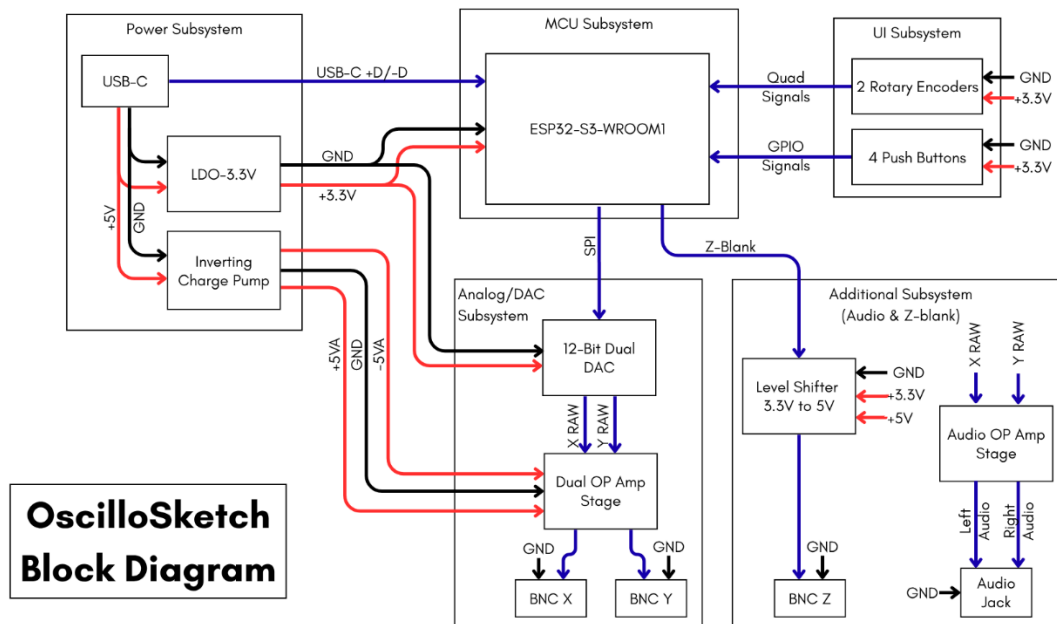 Power Subsystem
USB-C
LDO-3.3V
Inverting
Charge Pump
+5V
GND
USB-C +D/-D
GND
+3.3V
+5VA
GND
-5VA
MCU Subsystem
ESP32-S3-WROOM1
SPI
Z-Blank
UI Subsystem
2 Rotary Encoders
GND
+3.3V
Quad
Signals
4 Push Buttons
GND
+3.3V
GPIO
Signals
Analog/DAC
Subsystem
12-Bit Dual
DAC
X RAW
Y RAW
Dual OP Amp
Stage
GND
GND
BNC X
BNC Y
Additional Subsystem
(Audio & Z-blank)
Level Shifter
3.3V to 5V
GND
+3.3V
+5V
GND
BNC Z
X RAW
Y RAW
Audio OP Amp
Stage
Left
Audio
Right
Audio
GND
Audio
Jack
OscilloSketch
Block Diagram